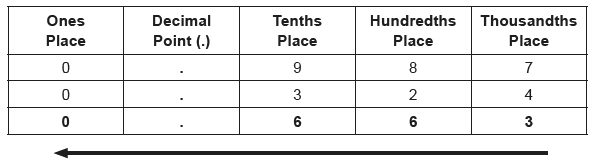 Ones Place Decimal Point (.) Tenths Place Hundredths Place Thousandths Place
0 . 9 8 7
0 . 3 2 4
0 . 6 6 3